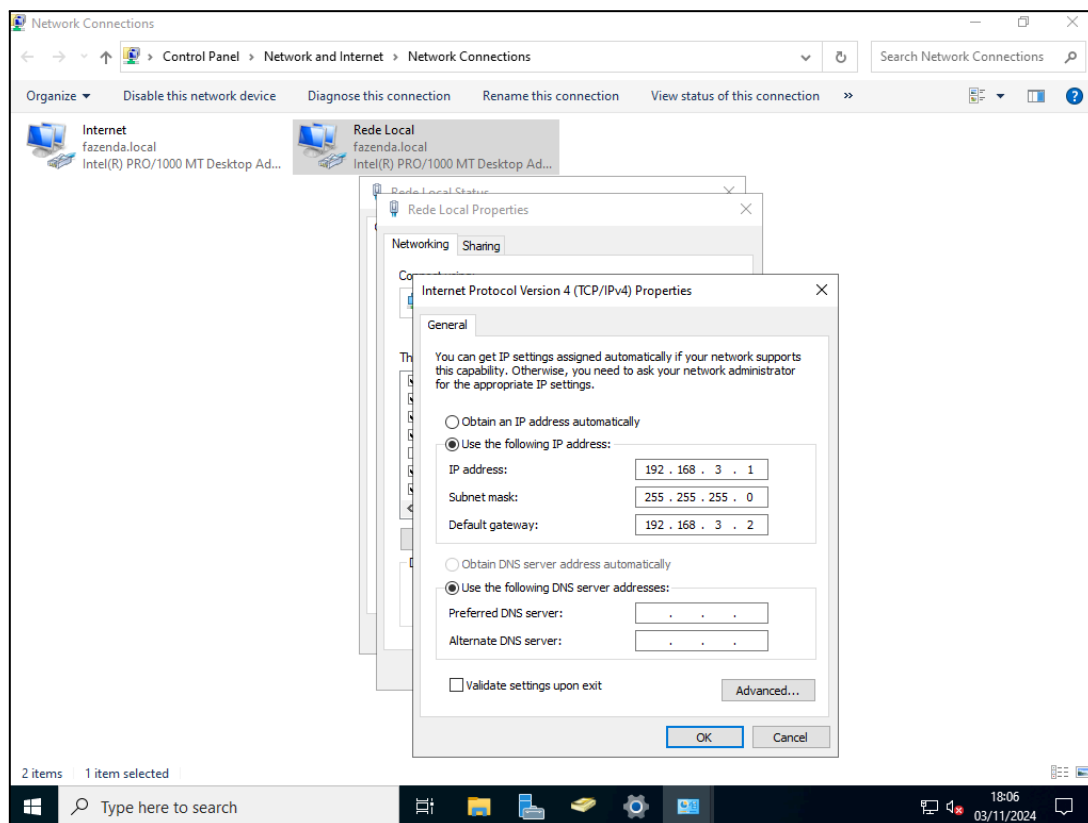 Network Connections
Control Panel > Network and Internet > Network Connections
Search Network Connections
Organize
Disable this network device
Diagnose this connection
Rename this connection
View status of this connection
»
Internet
fazenda.local
Intel(R) PRO/1000 MT Desktop Ad...
Rede Local
fazenda.local
Intel(R) PRO/1000 MT Desktop Ad...
Rede Local Status
Rede Local Properties
Networking
Sharing
Connect using:
Internet Protocol Version 4 (TCP/IPv4) Properties
General
You can get IP settings assigned automatically if your network supports
this capability. Otherwise, you need to ask your network administrator
for the appropriate IP settings.
Obtain an IP address automatically
Use the following IP address:
IP address: 192 . 168 . 3 . 1
Subnet mask: 255 . 255 . 255 . 0
Default gateway: 192 . 168 . 3 . 2
Obtain DNS server address automatically
Use the following DNS server addresses:
Preferred DNS server: . . .
Alternate DNS server: . . .
Validate settings upon exit
Advanced...
OK
Cancel
2 items
1 item selected
Type here to search
18:06
03/11/2024